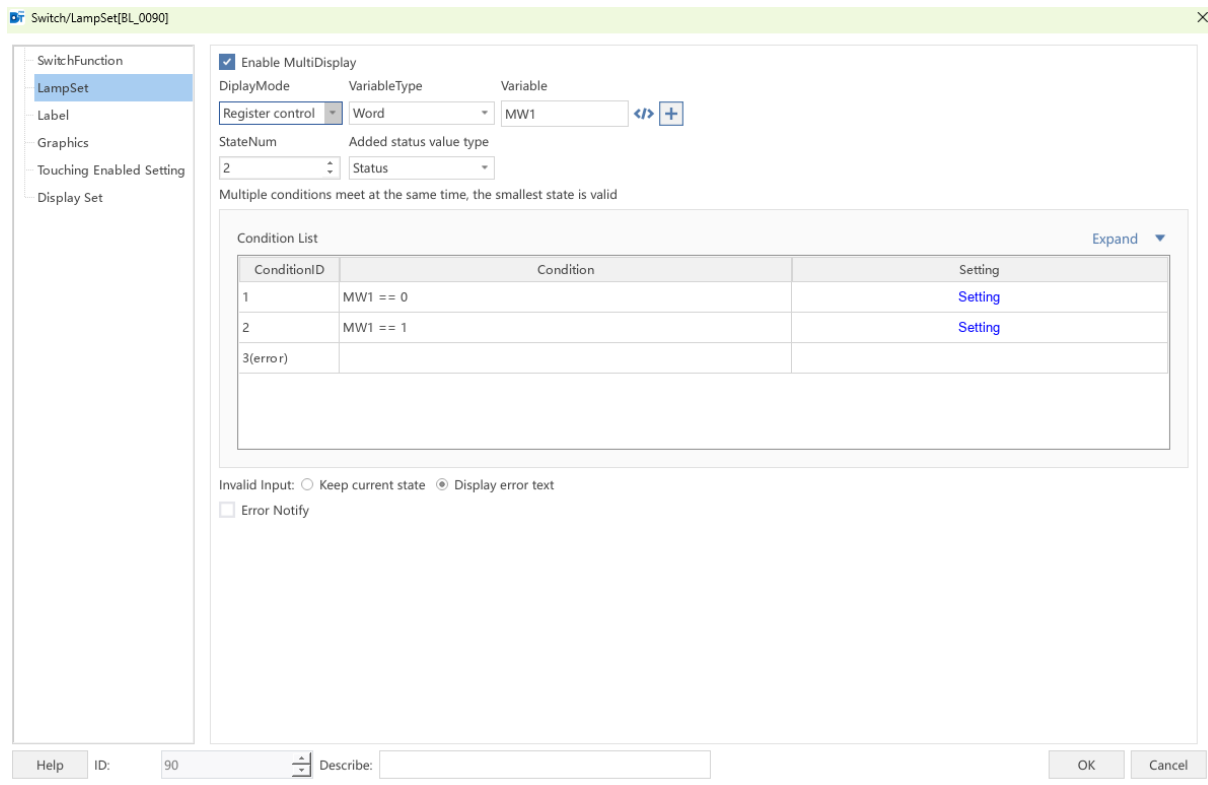 DT Switch/LampSet[BL_0090]
SwitchFunction
LampSet
Label
Graphics
Touching Enabled Setting
Display Set
Enable MultiDisplay
DiplayMode VariableType Variable
Register control Word MW1 </> +
StateNum Added status value type
2 Status
Multiple conditions meet at the same time, the smallest state is valid
Condition List Expand
ConditionID Condition Setting
1 MW1 == 0 Setting
2 MW1 == 1 Setting
3(error)
Invalid Input: Keep current state Display error text
Error Notify
Help ID: 90 Describe: OK Cancel